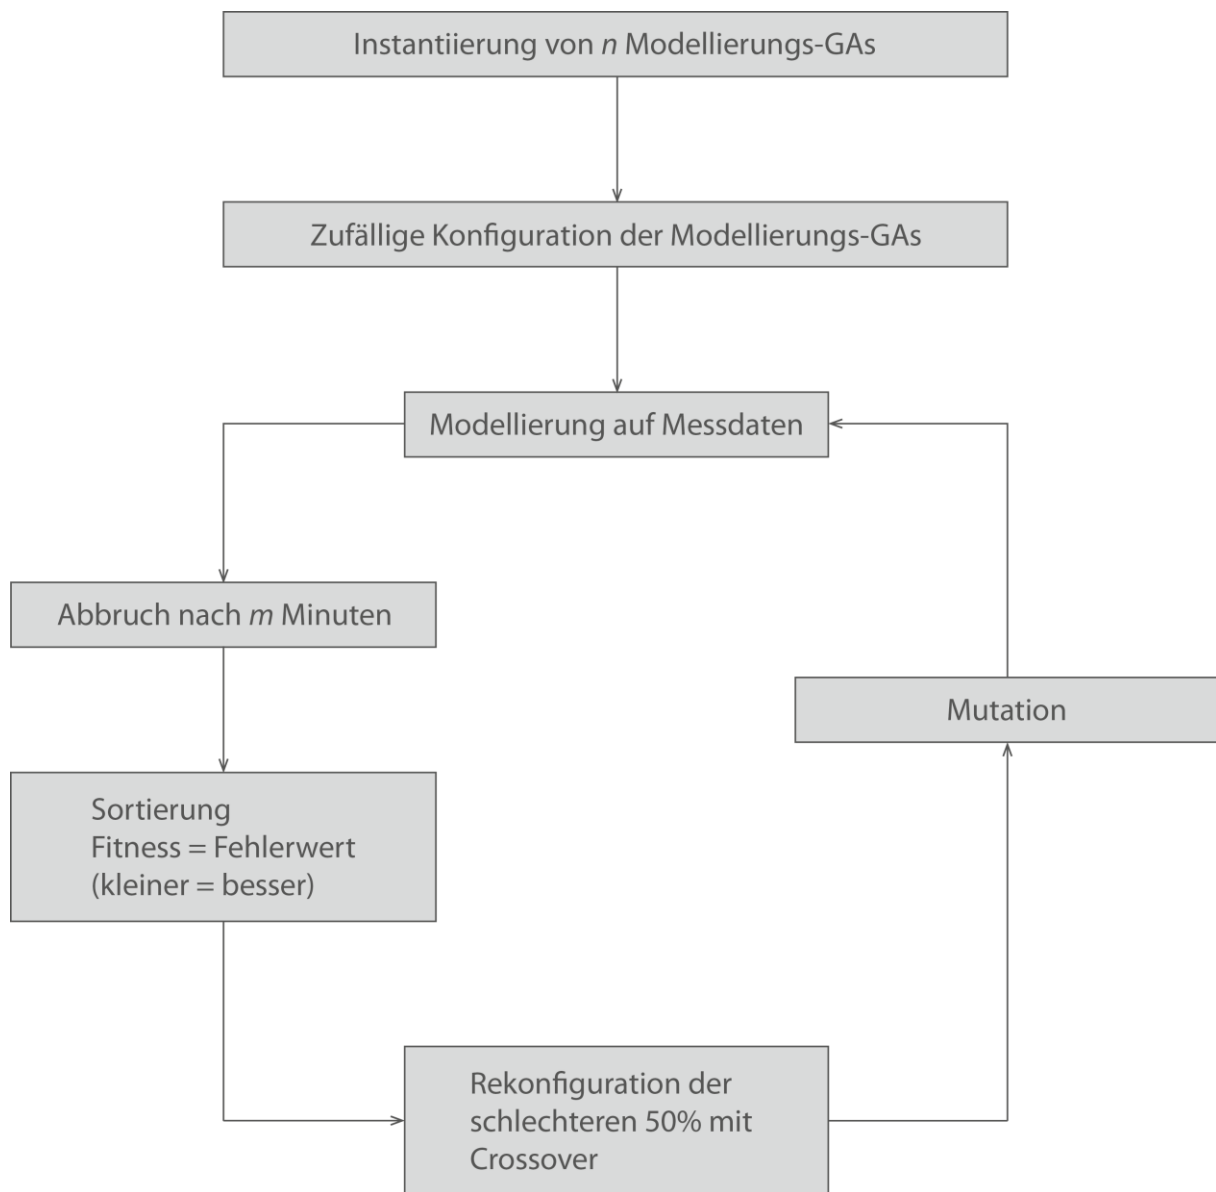 Instantiierung von n Modellierungs-GAs
Zufällige Konfiguration der Modellierungs-GAs
Modellierung auf Messdaten
Abbruch nach m Minuten
Mutation
Sortierung
Fitness = Fehlerwert
(kleiner = besser)
Rekonfiguration der
schlechteren 50% mit
Crossover